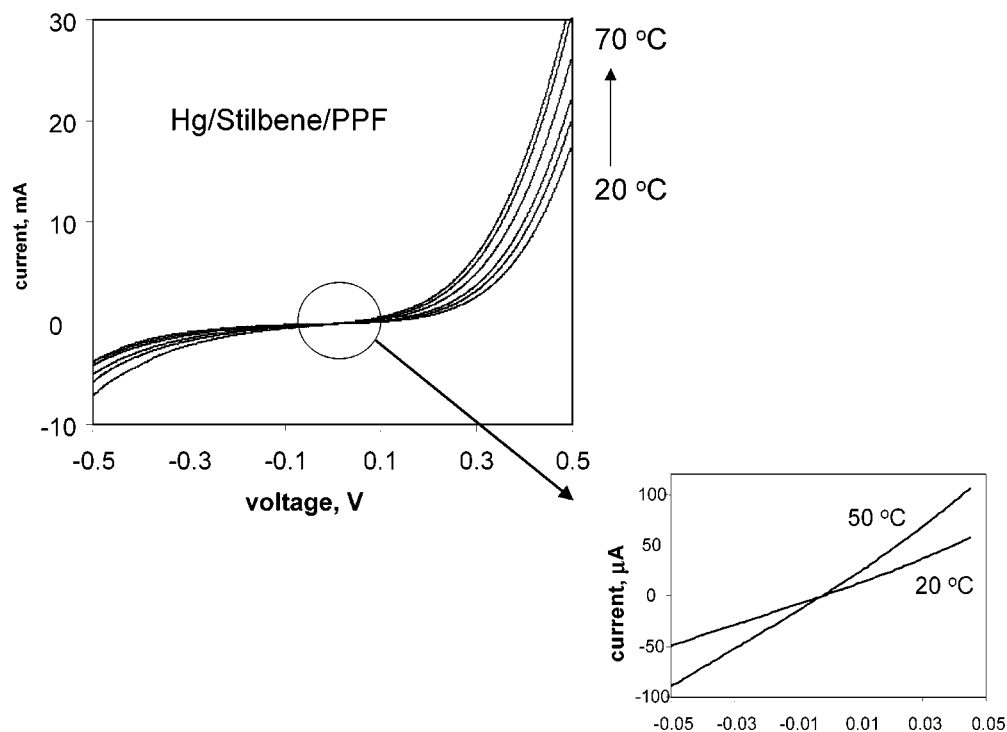 30
20
10
0
-10
-0.5 -0.3 -0.1 0.1 0.3 0.5
current, mA
voltage, V
Hg/Stilbene/PPF
70 °C
20 °C
100
50
0
-50
-100
-0.05 -0.03 -0.01 0.01 0.03 0.05
current, µA
50 °C
20 °C